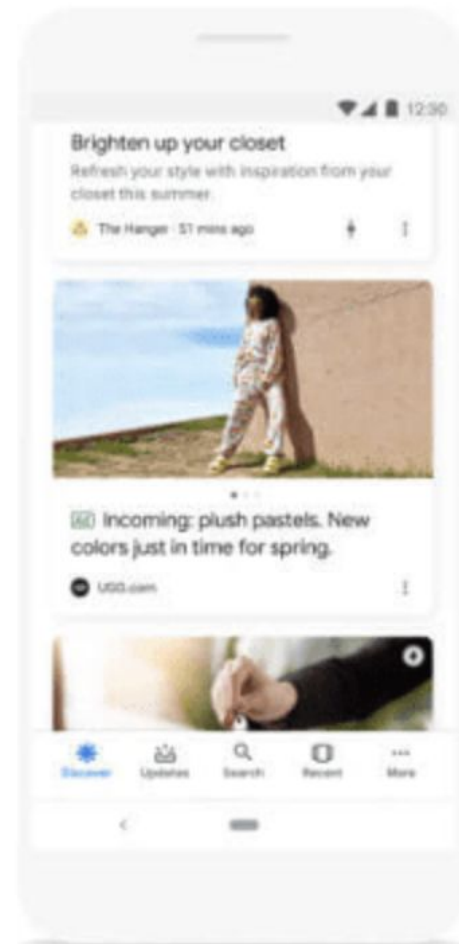 12:30
Brighten up your closet
Refresh your style with inspiration from your
closet this summer.
The Hanger · 51 mins ago
Ad Incoming: plush pastels. New
colors just in time for spring.
UGG.com
Discover Updates Search Recent More